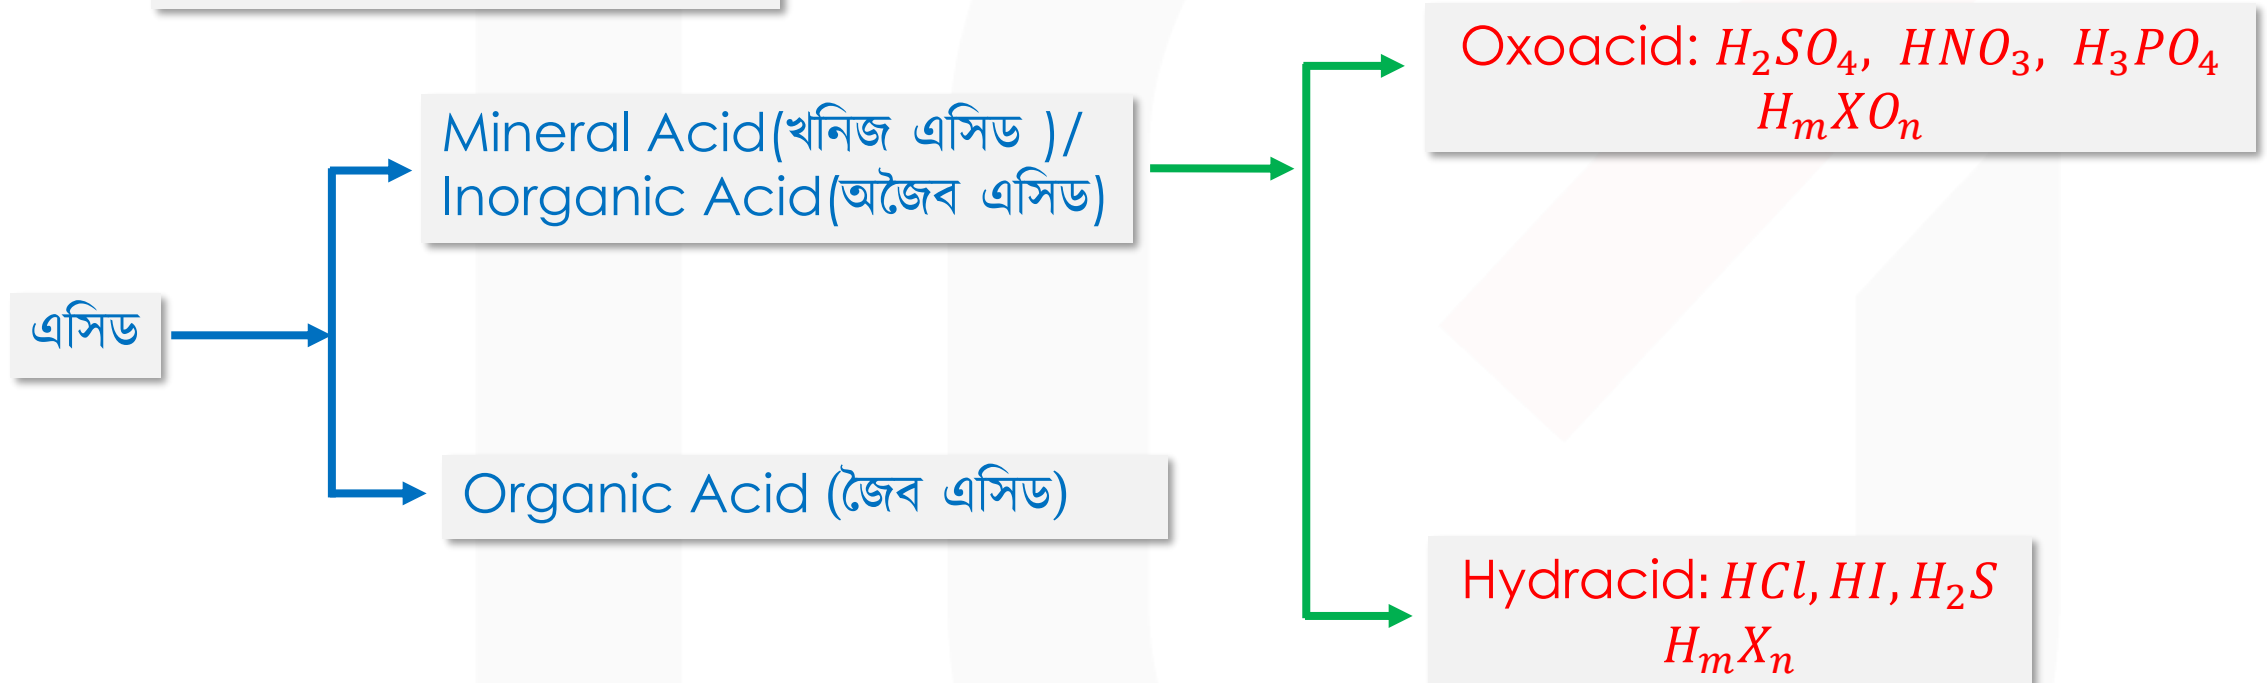 এসিড
Mineral Acid(খনিজ এসিড )/
Inorganic Acid(অজৈব এসিড)
Organic Acid (জৈব এসিড)
Oxoacid: H₂SO₄, HNO₃, H₃PO₄
HₘXOₙ
Hydracid: HCl, HI, H₂S
HₘXₙ